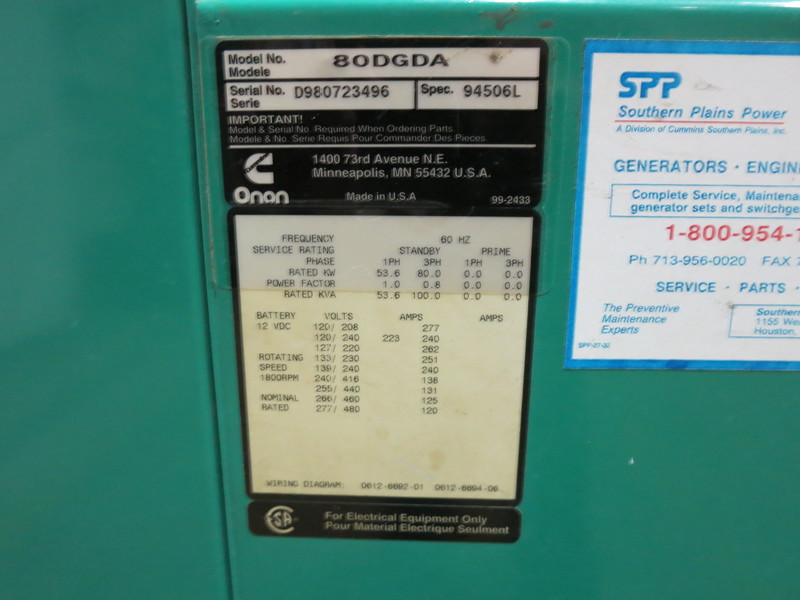 Model No. 80DGDA
Modele
Serial No. D980723496 Spec. 94506L
Serie
IMPORTANT!
Model & Serial No. Required When Ordering Parts
Modele & No. Serie Requis Pour Commander Des Pieces
1400 73rd Avenue N.E.
Minneapolis, MN 55432 U.S.A.
Onan Made in U.S.A 99-2433
FREQUENCY 60 HZ
SERVICE RATING STANDBY PRIME
PHASE 1PH 3PH 1PH 3PH
RATED KW 53.6 80.0 0.0 0.0
POWER FACTOR 1.0 0.8 0.0 0.0
RATED KVA 53.6 100.0 0.0 0.0
BATTERY VOLTS AMPS AMPS
12 VDC 120/ 208 277
120/ 240 223 240
127/ 220 262
ROTATING 133/ 230 251
SPEED 139/ 240 240
1800RPM 240/ 416 138
255/ 440 131
NOMINAL 266/ 460 125
RATED 277/ 480 120
WIRING DIAGRAM: 0612-6692-01 0612-6694-06
For Electrical Equipment Only
Pour Material Electrique Seulment
SPP
Southern Plains Power
A Division of Cummins Southern Plains, Inc.
GENERATORS · ENGIN
Complete Service, Maintena
generator sets and switchge
1-800-954-1
Ph 713-956-0020 FAX 7
SERVICE · PARTS ·
The Preventive
Maintenance
Experts
Southern
1155 Wes
Houston,